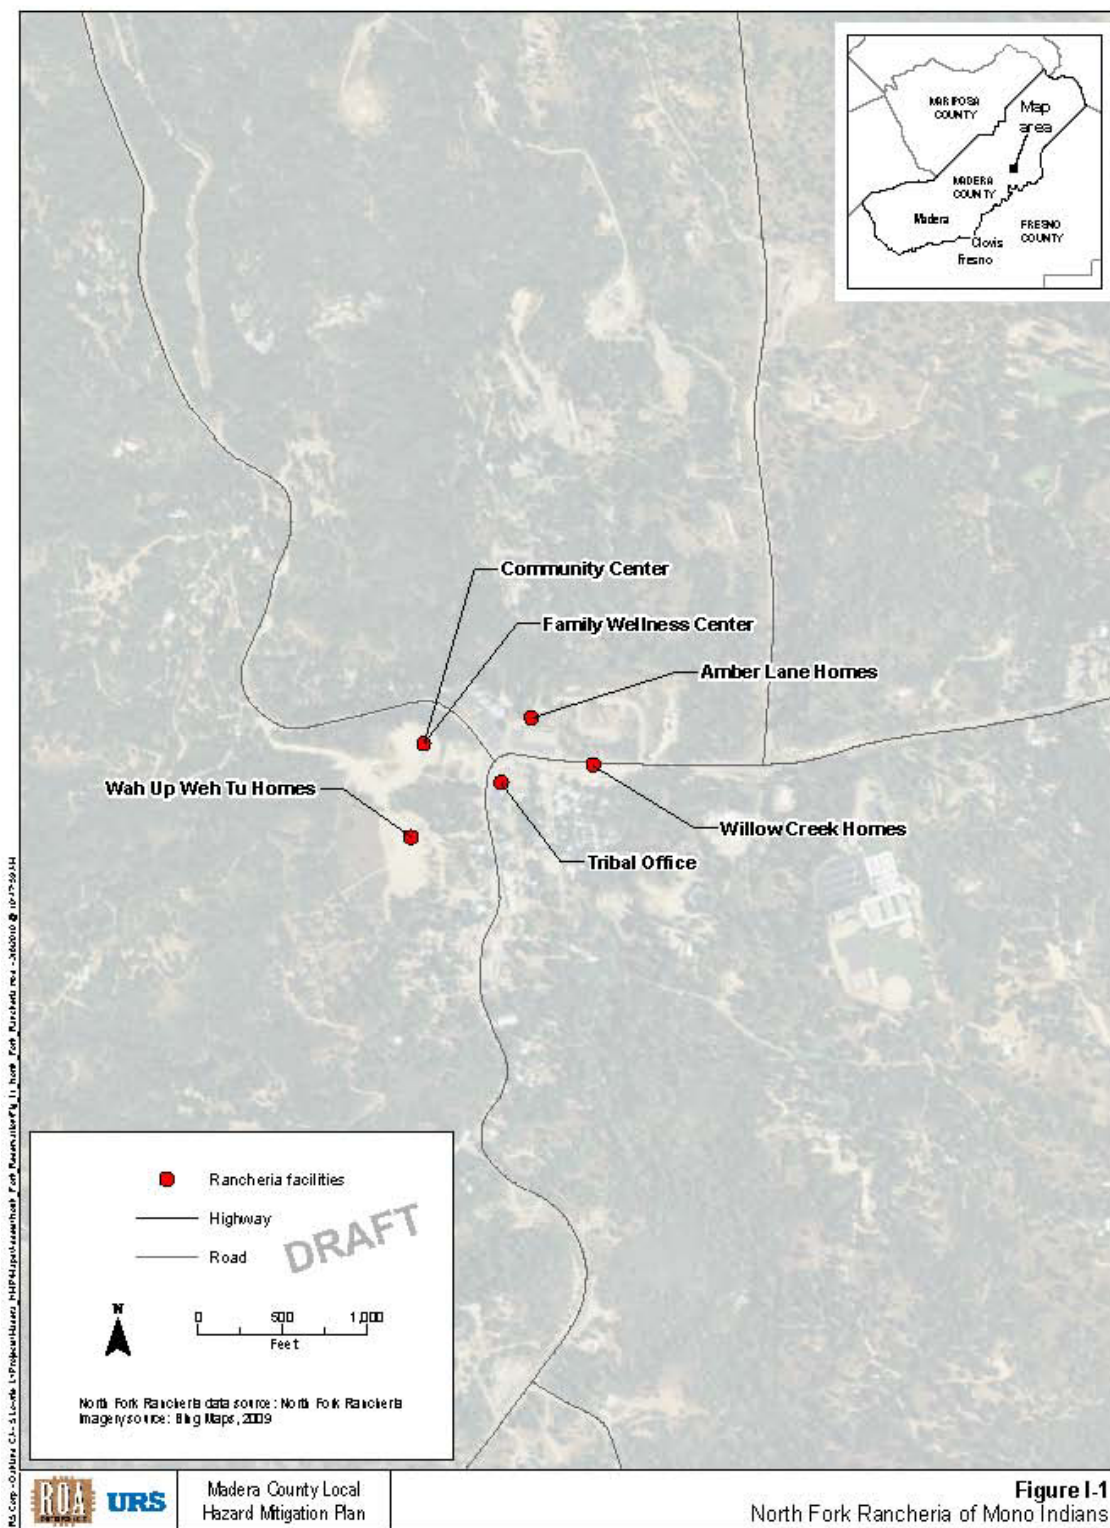 MARIPOSA
COUNTY
Map
area
MADERA
COUNTY
Madera
FRESNO
COUNTY
Clovis
Fresno
Community Center
Family Wellness Center
Amber Lane Homes
Wah Up Weh Tu Homes
Willow Creek Homes
Tribal Office
Rancheria facilities
Highway
Road
DRAFT
N
0 500 1,000
Feet
North Fork Rancheria data source: North Fork Rancheria
Imagery source: Bing Maps, 2009
ROA
URS
Madera County Local
Hazard Mitigation Plan
Figure I-1
North Fork Rancheria of Mono Indians